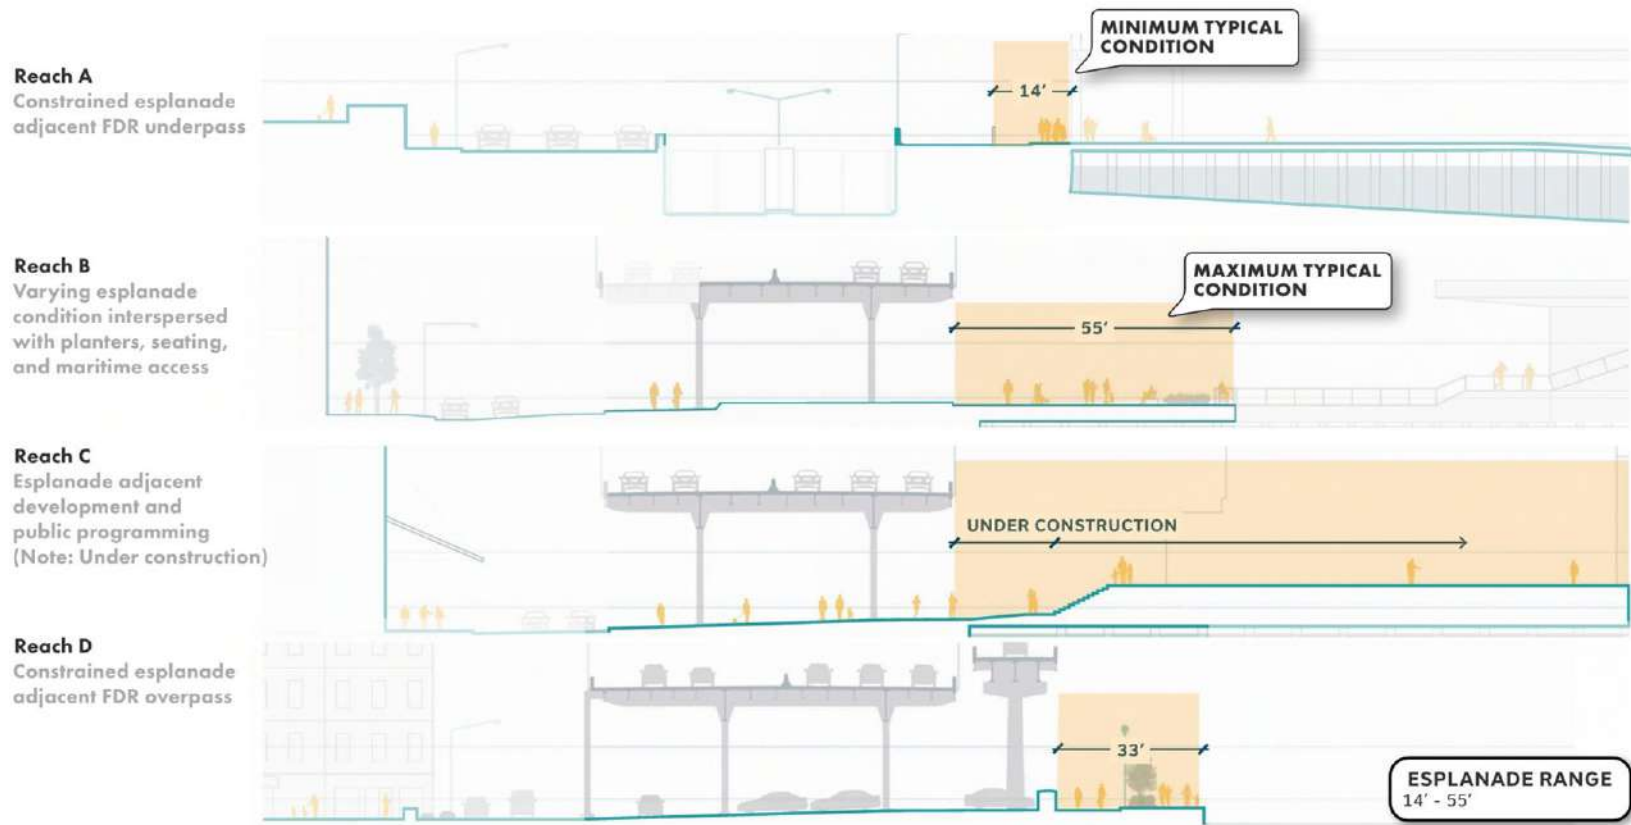 MINIMUM TYPICAL
CONDITION
Reach A
Constrained esplanade
adjacent FDR underpass
14’
Reach B
Varying esplanade
condition interspersed
with planters, seating,
and maritime access
MAXIMUM TYPICAL
CONDITION
55’
Reach C
Esplanade adjacent
development and
public programming
(Note: Under construction)
UNDER CONSTRUCTION
Reach D
Constrained esplanade
adjacent FDR overpass
33’
ESPLANADE RANGE
14’ - 55’